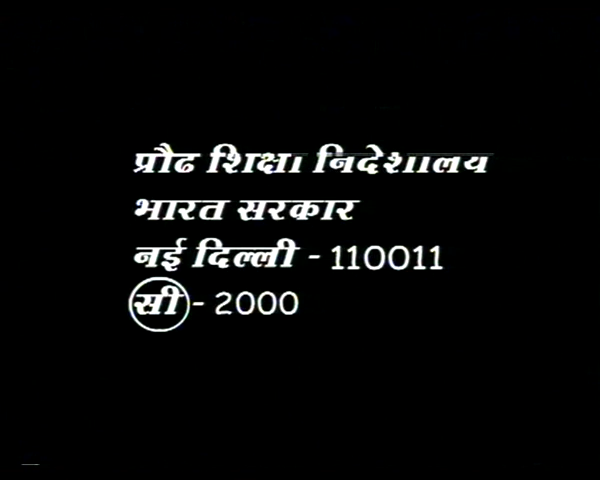 प्रौढ शिक्षा निदेशालय
भारत सरकार
नई दिल्ली - 110011
सी - 2000